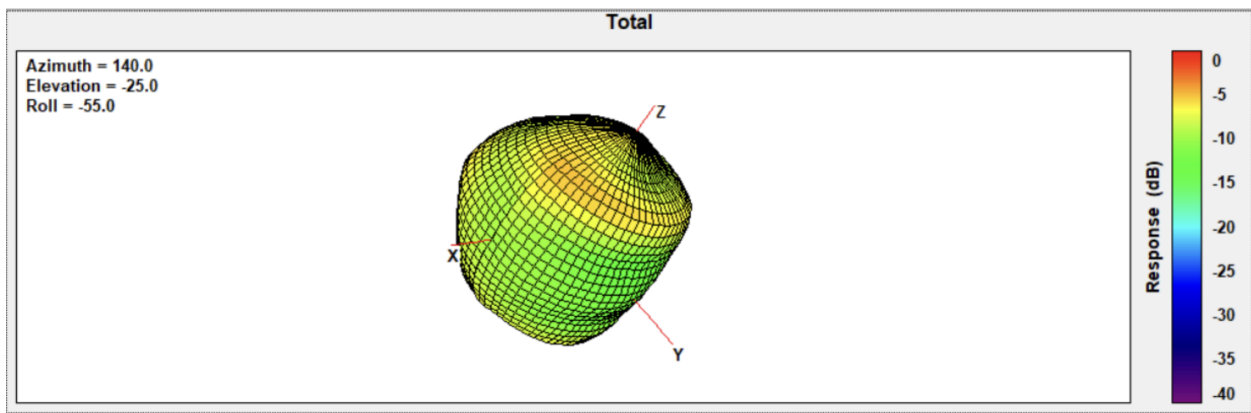 Total
Azimuth = 140.0
Elevation = -25.0
Roll = -55.0
Z
X
Y
Response (dB)
0
-5
-10
-15
-20
-25
-30
-35
-40